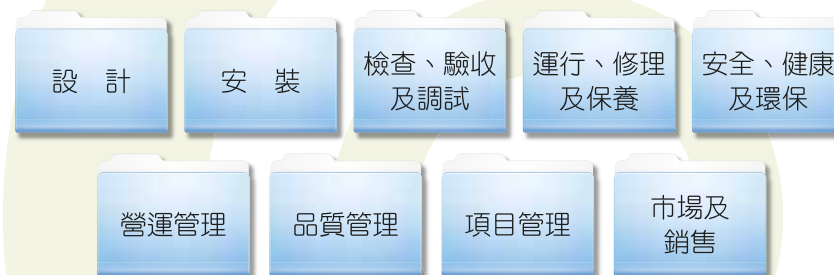 設 計
安 裝
檢查、驗收
及調試
運行、修理
及保養
安全、健康
及環保
營運管理
品質管理
項目管理
市場及
銷售